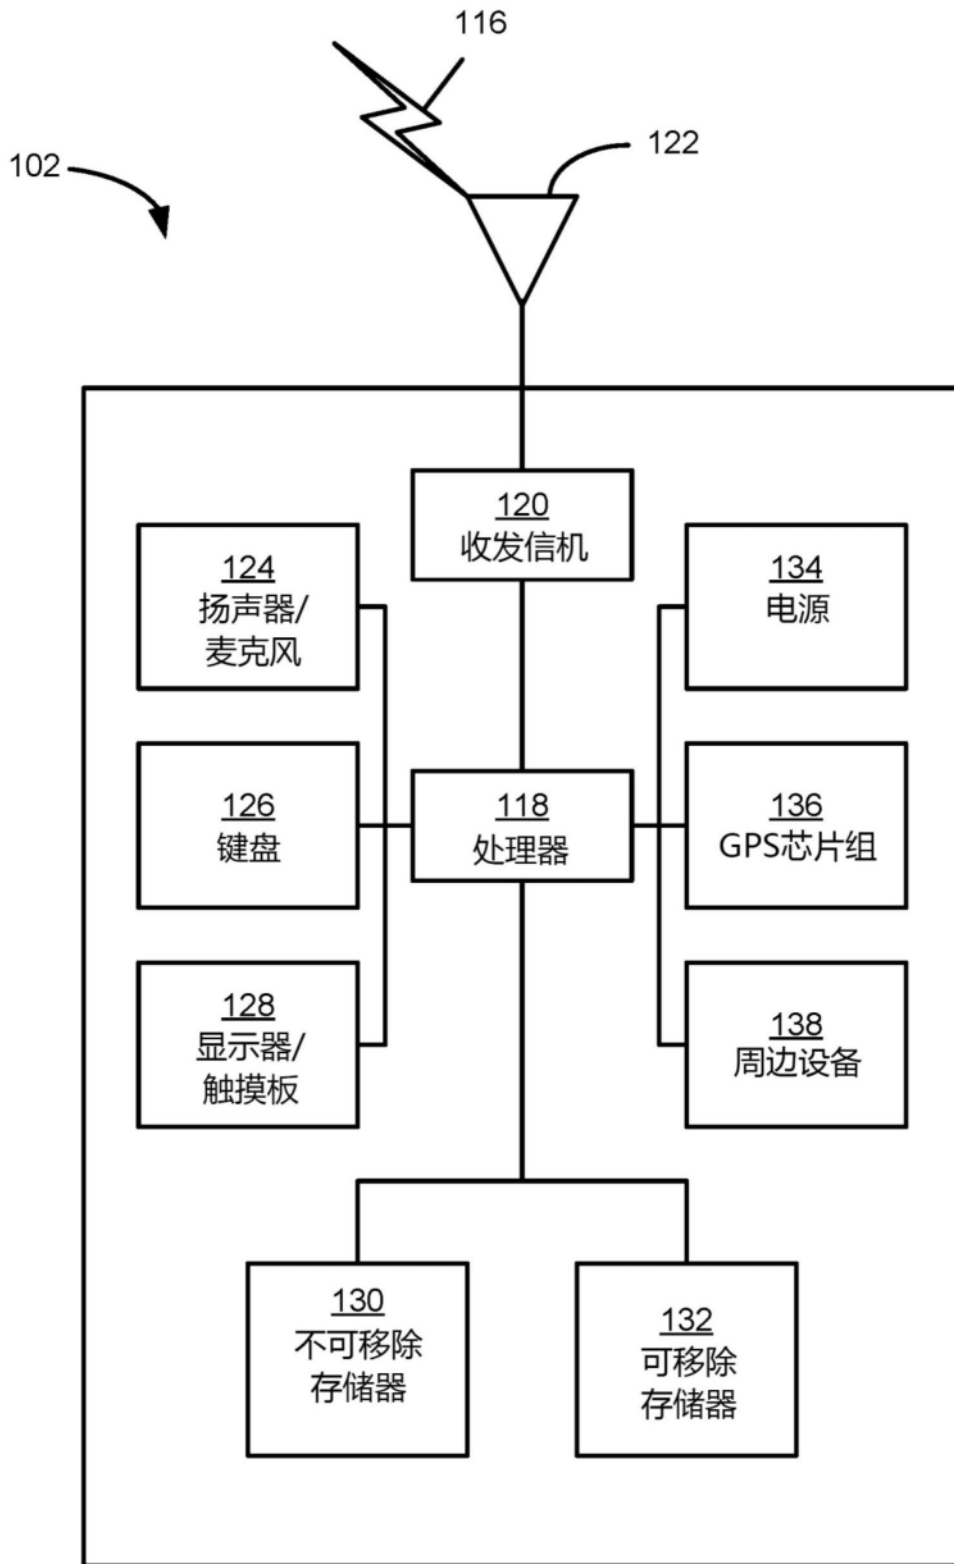 116
122
102
120
收发信机
124
扬声器/
麦克风
134
电源
126
键盘
118
处理器
136
GPS芯片组
128
显示器/
触摸板
138
周边设备
130
不可移除
存储器
132
可移除
存储器